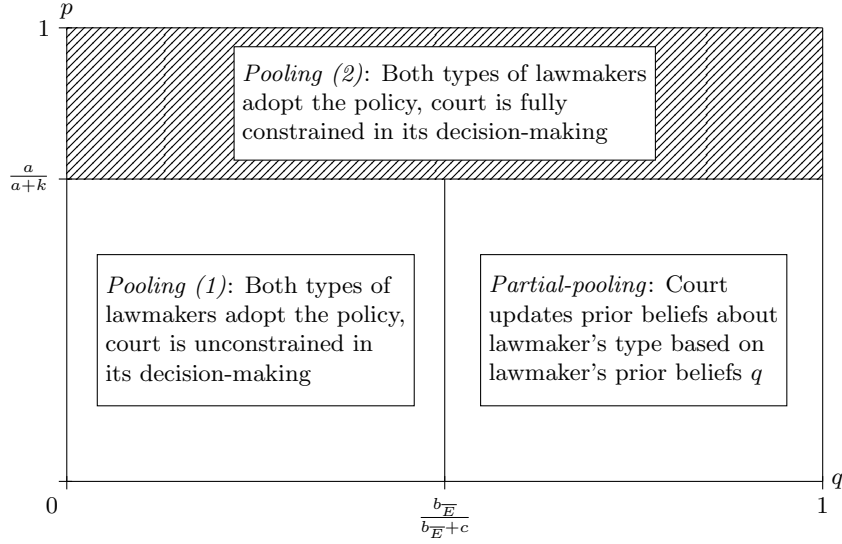 p
1
Pooling (2): Both types of lawmakers
adopt the policy, court is fully
constrained in its decision-making
a/(a+k)
Pooling (1): Both types of
lawmakers adopt the policy,
court is unconstrained in
its decision-making
Partial-pooling: Court
updates prior beliefs about
lawmaker's type based on
lawmaker's prior beliefs q
q
0
b_E̅/(b_E̅+c)
1